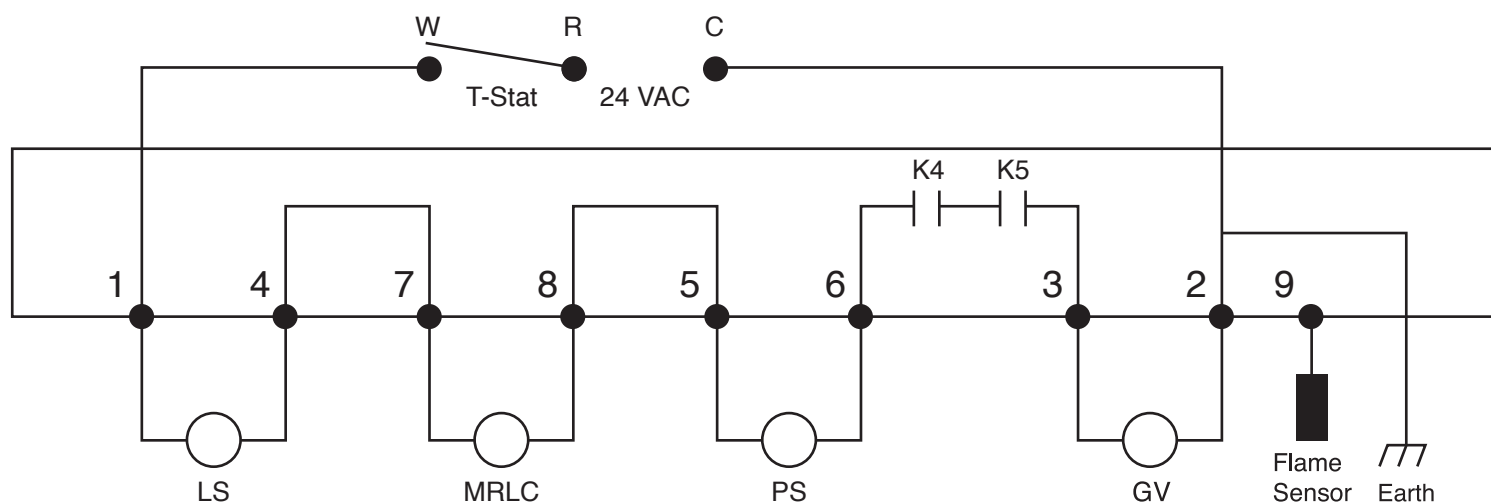 W R C
T-Stat 24 VAC
K4 K5
1 4 7 8 5 6 3 2 9
LS MRLC PS GV
Flame
Sensor
Earth